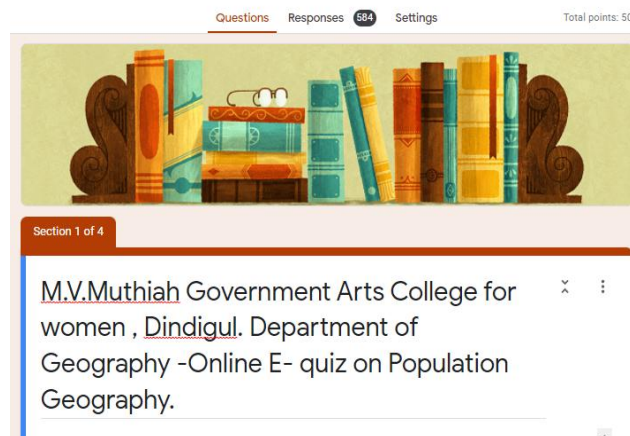 Questions Responses 584 Settings Total points: 50
Section 1 of 4
M.V.Muthiah Government Arts College for
women , Dindigul. Department of
Geography -Online E- quiz on Population
Geography.